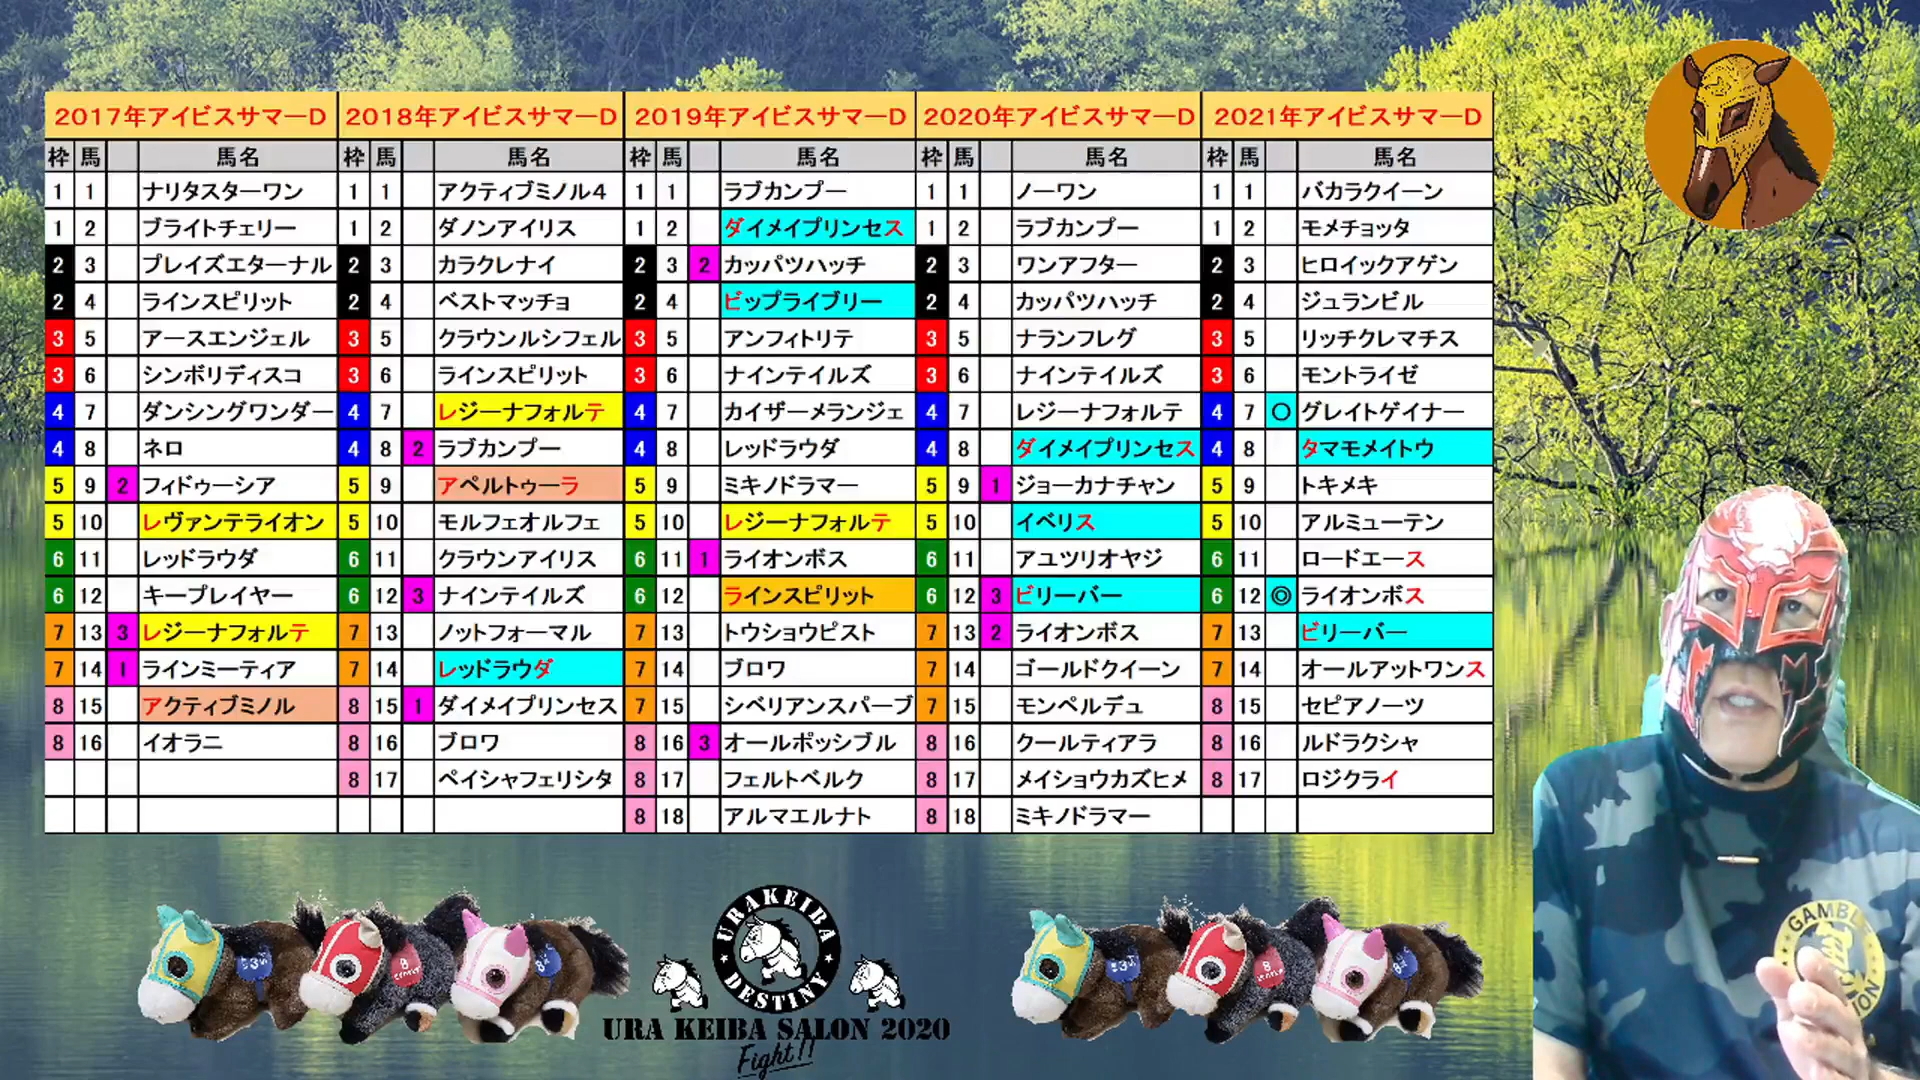 2017年アイビスサマーD 2018年アイビスサマーD 2019年アイビスサマーD 2020年アイビスサマーD 2021年アイビスサマーD
枠 馬 馬名 枠 馬 馬名 枠 馬 馬名 枠 馬 馬名 枠 馬 馬名
1 1 ナリタスターワン 1 1 アクティブミノル4 1 1 ラブカンプー 1 1 ノーワン 1 1 バカラクイーン
1 2 ブライトチェリー 1 2 ダノンアイリス 1 2 ダイメイプリンセス 1 2 ラブカンプー 1 2 モメチョッタ
2 3 プレイズエターナル 2 3 カラクレナイ 2 3 2 カッパツハッチ 2 3 ワンアフター 2 3 ヒロイックアゲン
2 4 ラインスピリット 2 4 ベストマッチョ 2 4 ビップライブリー 2 4 カッパツハッチ 2 4 ジュランビル
3 5 アースエンジェル 3 5 クラウンルシフェル 3 5 アンフィトリテ 3 5 ナランフレグ 3 5 リッチクレマチス
3 6 シンボリディスコ 3 6 ラインスピリット 3 6 ナインテイルズ 3 6 ナインテイルズ 3 6 モントライゼ
4 7 ダンシングワンダー 4 7 レジーナフォルテ 4 7 カイザーメランジェ 4 7 レジーナフォルテ 4 7 ○ グレイトゲイナー
4 8 ネロ 4 8 2 ラブカンプー 4 8 レッドラウダ 4 8 ダイメイプリンセス 4 8 タマモメイトウ
5 9 2 フィドゥーシア 5 9 アペルトゥーラ 5 9 ミキノドラマー 5 9 1 ジョーカナチャン 5 9 トキメキ
5 10 レヴァンテライオン 5 10 モルフェオルフェ 5 10 レジーナフォルテ 5 10 イベリス 5 10 アルミューテン
6 11 レッドラウダ 6 11 クラウンアイリス 6 11 1 ライオンボス 6 11 アユツリオヤジ 6 11 ロードエース
6 12 キープレイヤー 6 12 3 ナインテイルズ 6 12 ラインスピリット 6 12 3 ビリーバー 6 12 ◎ ライオンボス
7 13 3 レジーナフォルテ 7 13 ノットフォーマル 7 13 トウショウピスト 7 13 2 ライオンボス 7 13 ビリーバー
7 14 1 ラインミーティア 7 14 レッドラウダ 7 14 ブロワ 7 14 ゴールドクイーン 7 14 オールアットワンス
8 15 アクティブミノル 8 15 1 ダイメイプリンセス 7 15 シベリアンスパーブ 7 15 モンペルデュ 8 15 セピアノーツ
8 16 イオラニ 8 16 ブロワ 8 16 3 オールポッシブル 8 16 クールティアラ 8 16 ルドラクシャ
8 17 ペイシャフェリシタ 8 17 フェルトベルク 8 17 メイショウカズヒメ 8 17 ロジクライ
8 18 アルマエルナト 8 18 ミキノドラマー
URAKEIBA
DESTINY
URA KEIBA SALON 2020
Fight!!